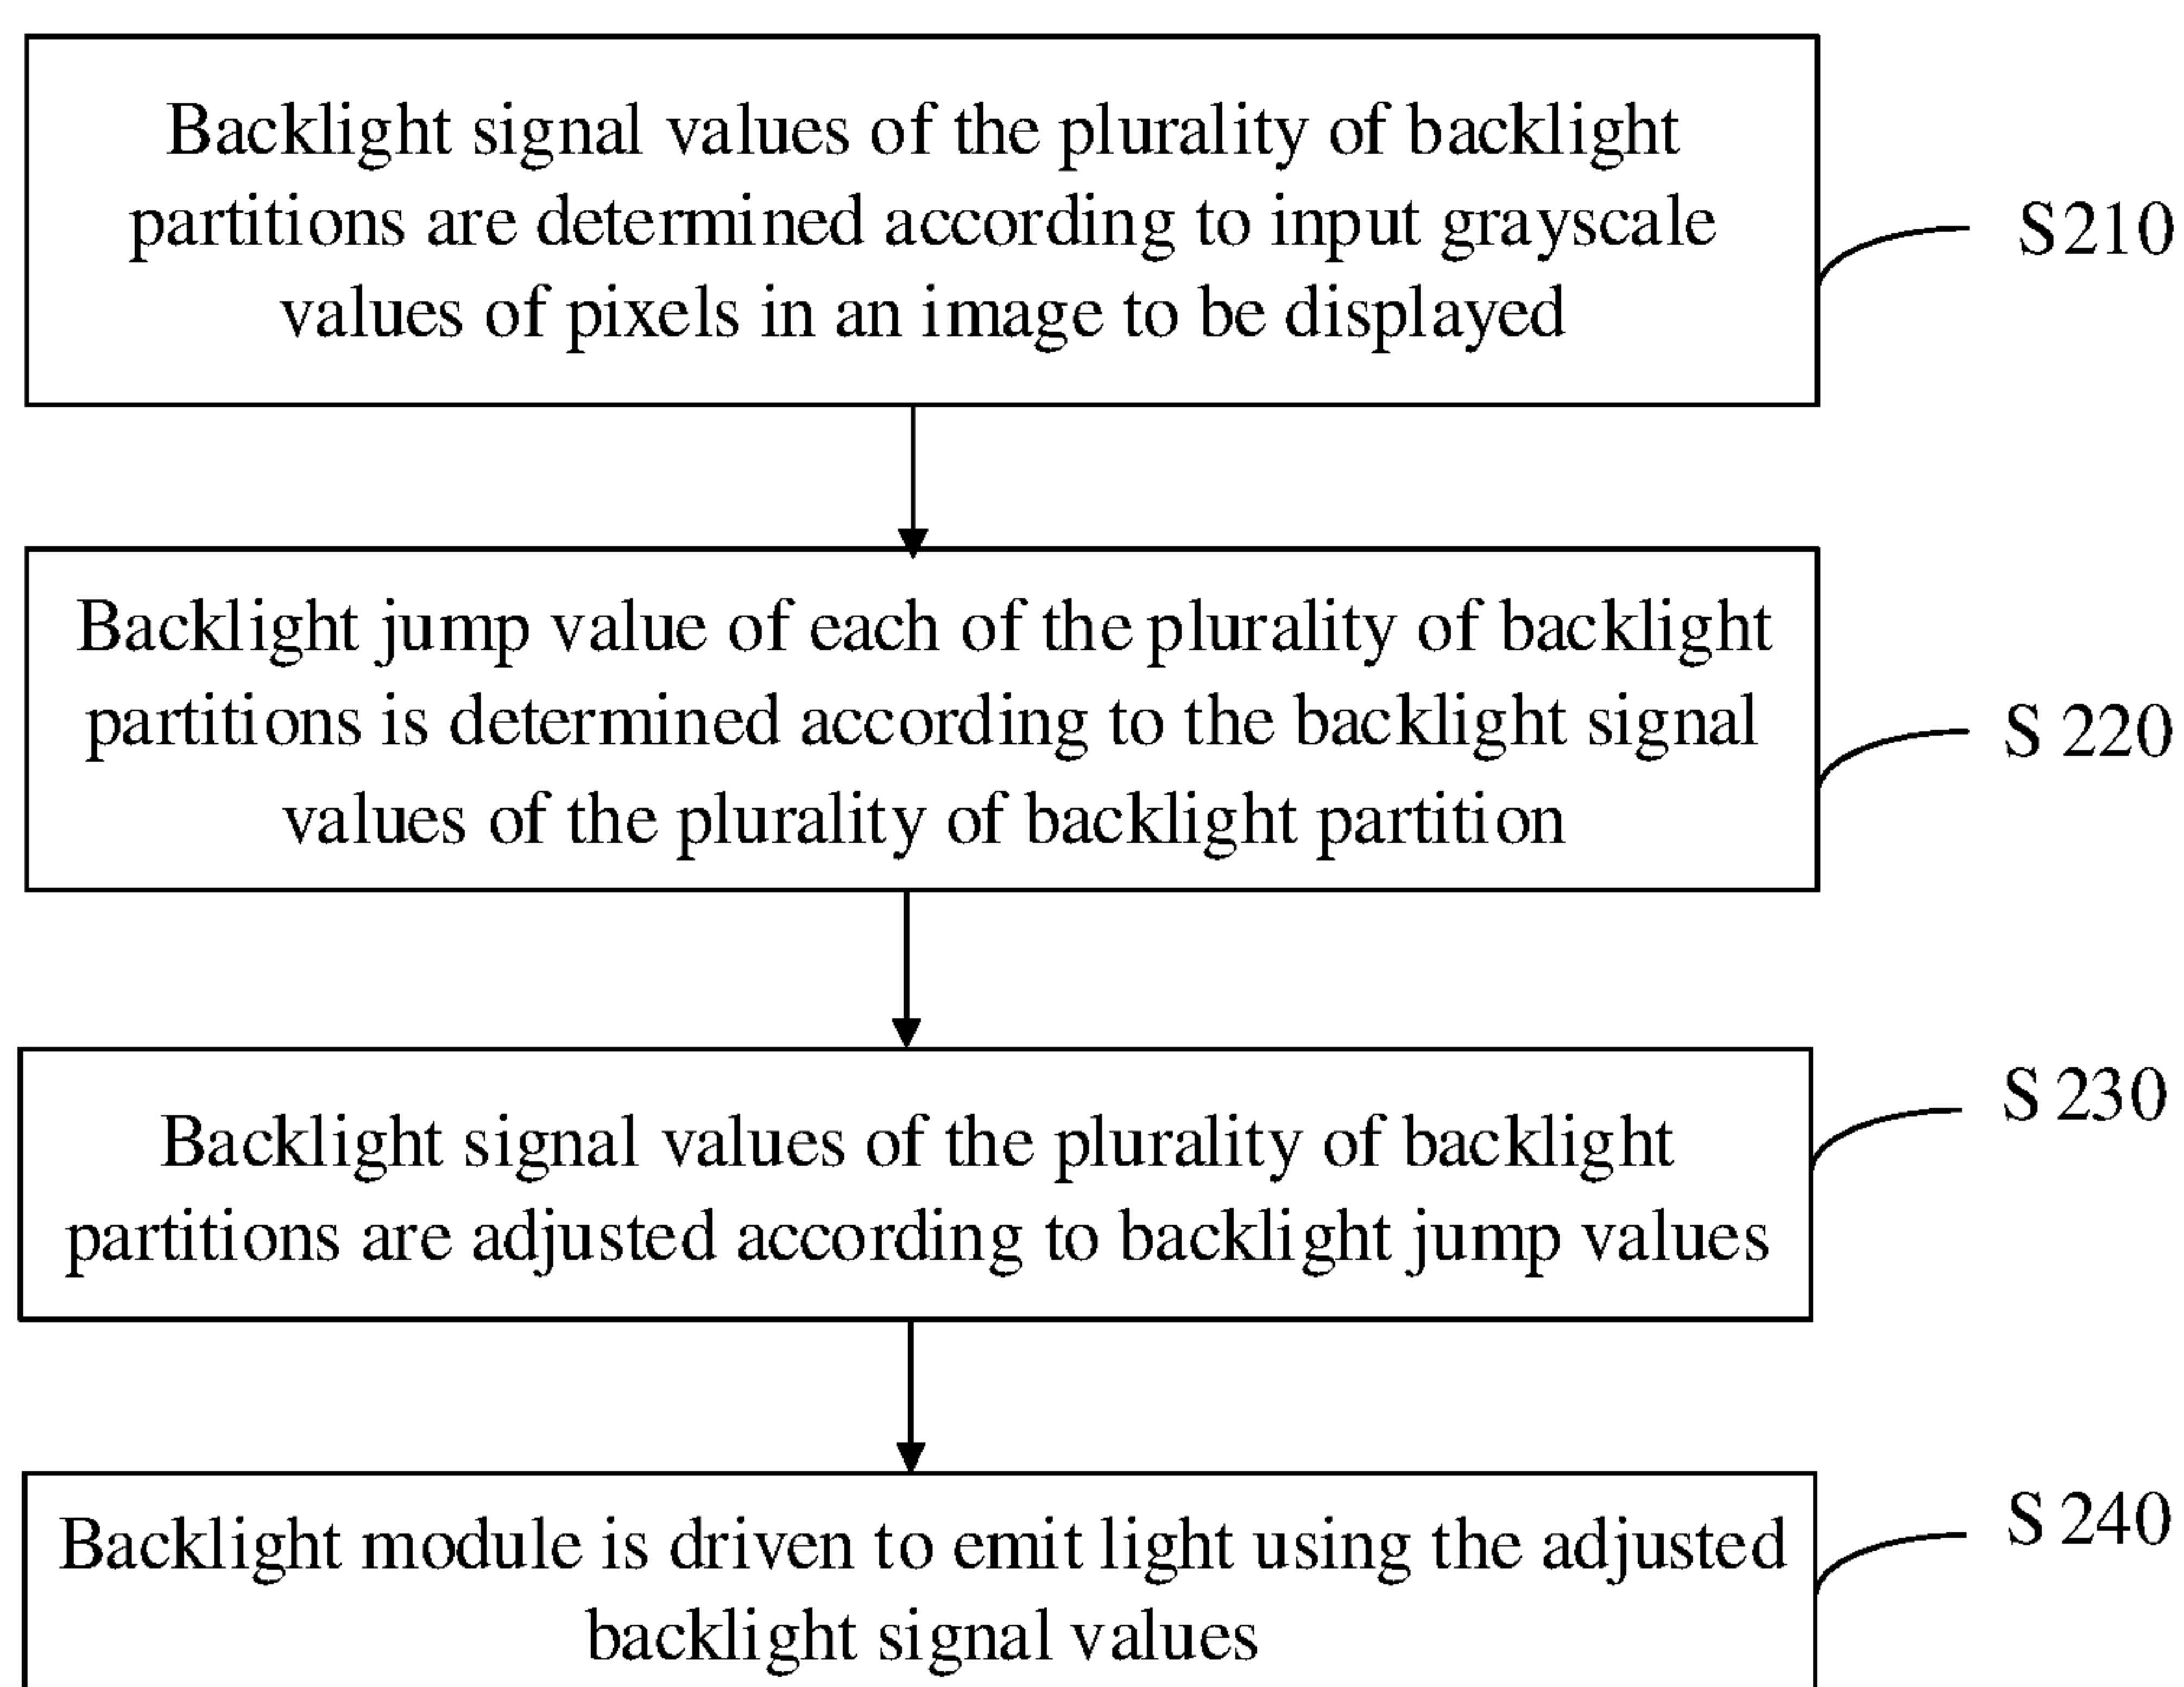 Backlight signal values of the plurality of backlight
partitions are determined according to input grayscale
values of pixels in an image to be displayed
S210
Backlight jump value of each of the plurality of backlight
partitions is determined according to the backlight signal
values of the plurality of backlight partition
S 220
Backlight signal values of the plurality of backlight
partitions are adjusted according to backlight jump values
S 230
Backlight module is driven to emit light using the adjusted
backlight signal values
S 240